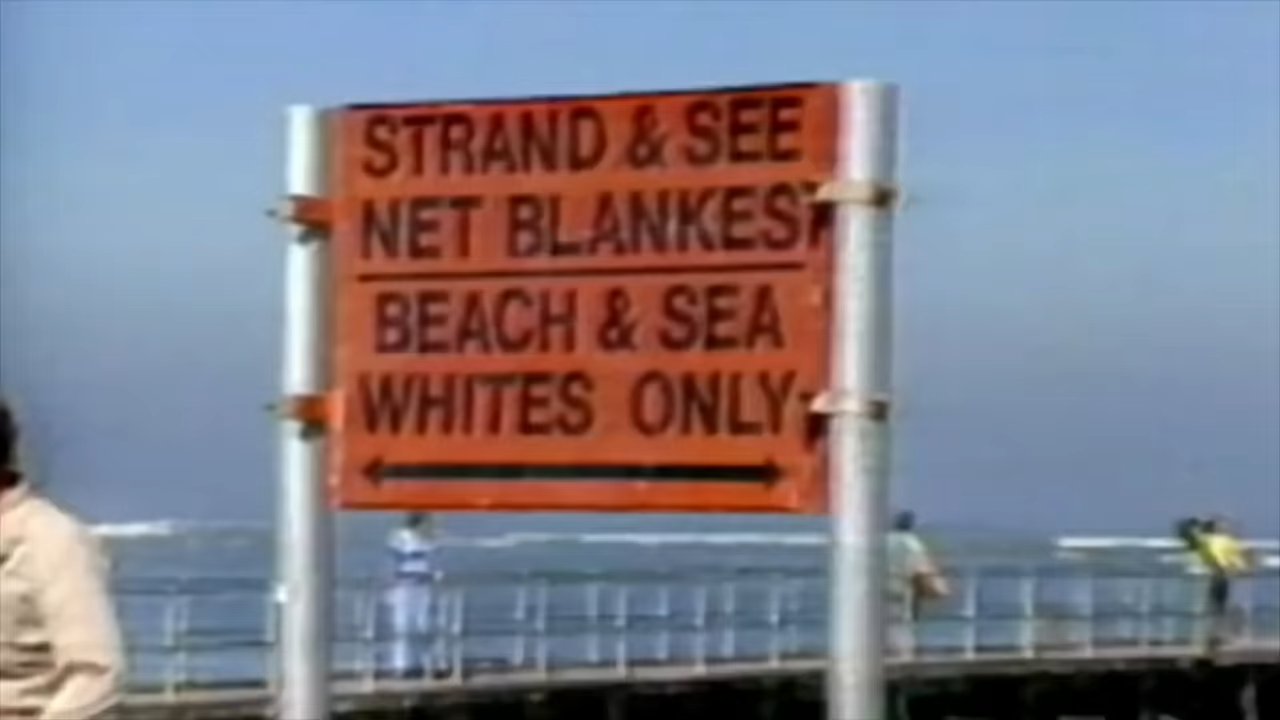 STRAND & SEE
NET BLANKES
BEACH & SEA
WHITES ONLY